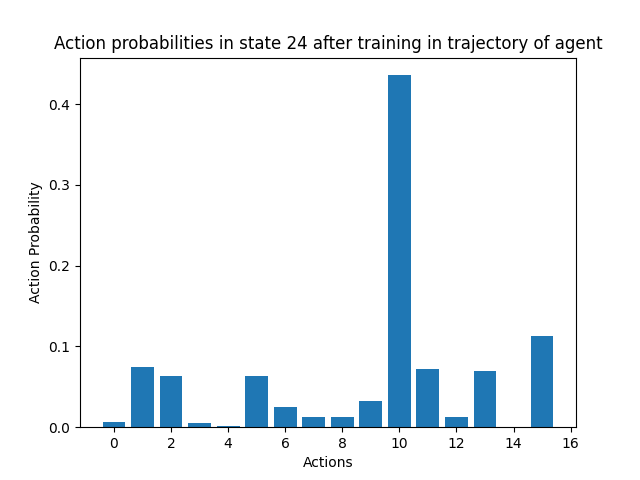 Action probabilities in state 24 after training in trajectory of agent
0.4
0.3
0.2
0.1
0.0
Action Probability
0 2 4 6 8 10 12 14 16
Actions